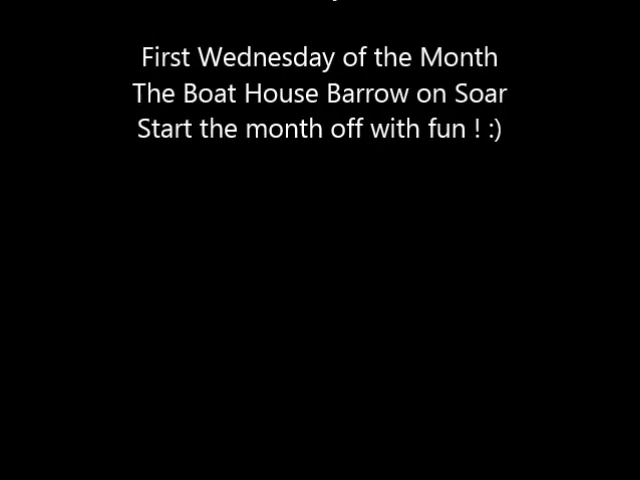 First Wednesday of the Month
The Boat House Barrow on Soar
Start the month off with fun ! :)